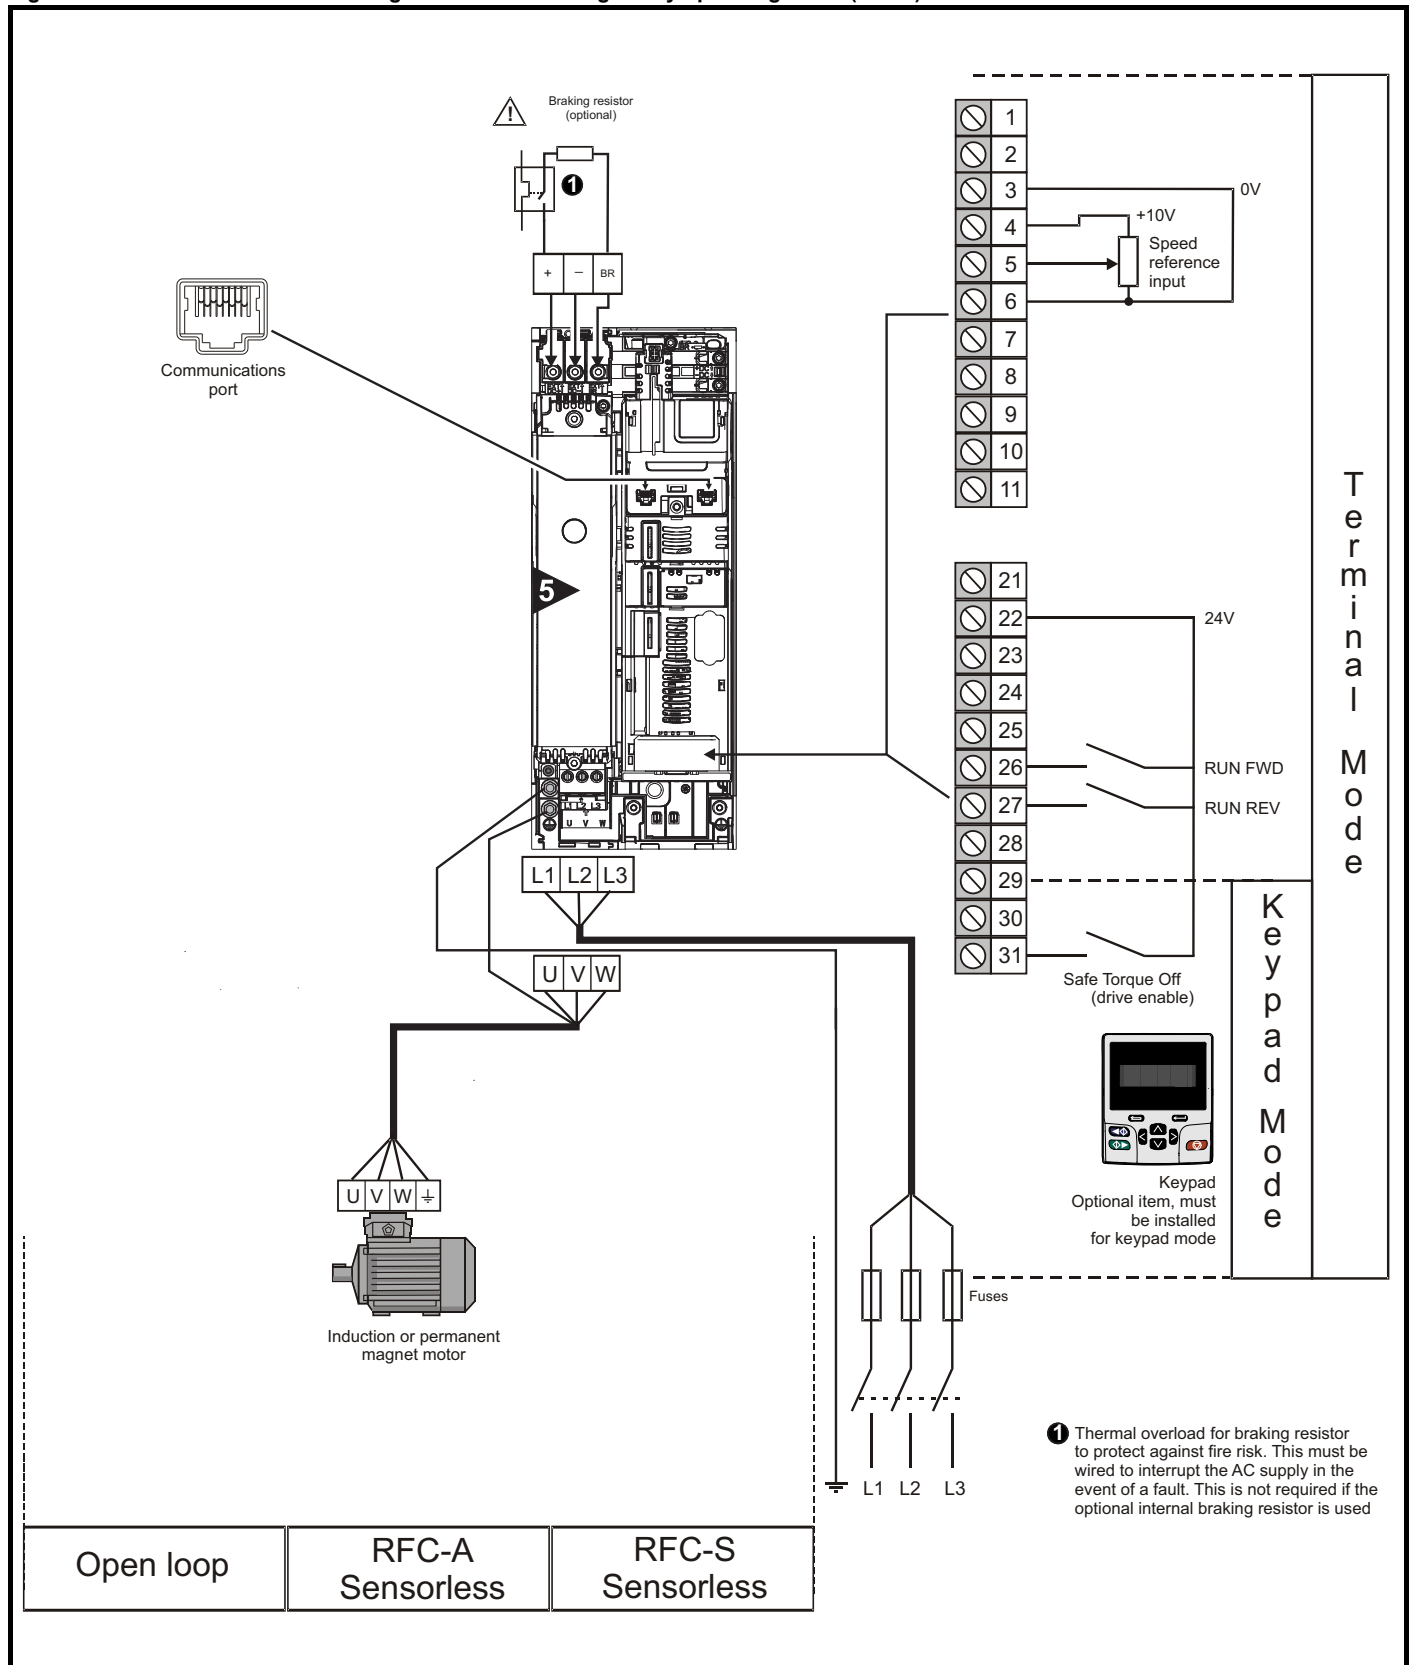 Braking resistor
(optional)
1
+ − BR
Communications
port
5
L1 L2 L3
U V W
L1 L2 L3
U V W
U V W
Induction or permanent
magnet motor
1
2
3
4
5
6
7
8
9
10
11
0V
+10V
Speed
reference
input
21
22
23
24
25
26
27
28
29
30
31
24V
RUN FWD
RUN REV
Safe Torque Off
(drive enable)
Keypad
Optional item, must
be installed
for keypad mode
Terminal Mode
Keypad Mode
Fuses
L1 L2 L3
1 Thermal overload for braking resistor
to protect against fire risk. This must be
wired to interrupt the AC supply in the
event of a fault. This is not required if the
optional internal braking resistor is used
Open loop
RFC-A
Sensorless
RFC-S
Sensorless